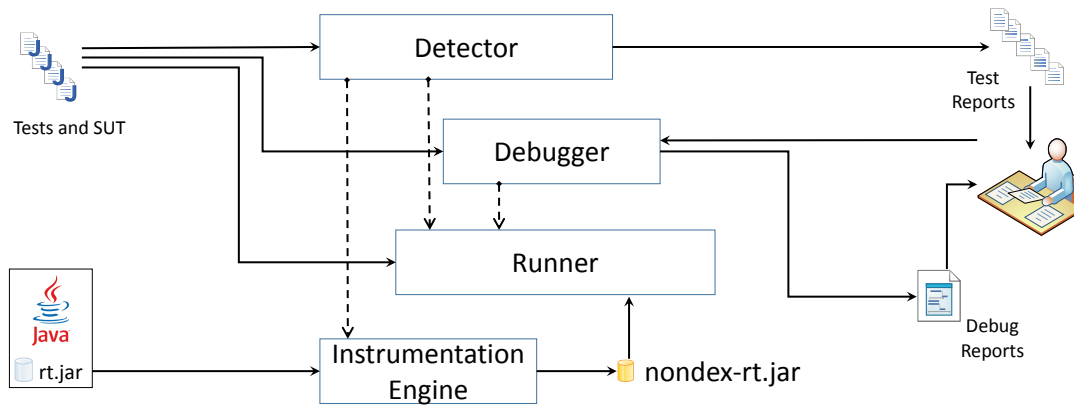 Detector
Tests and SUT
Test
Reports
Debugger
Runner
Java
rt.jar
Instrumentation
Engine
nondex-rt.jar
Debug
Reports